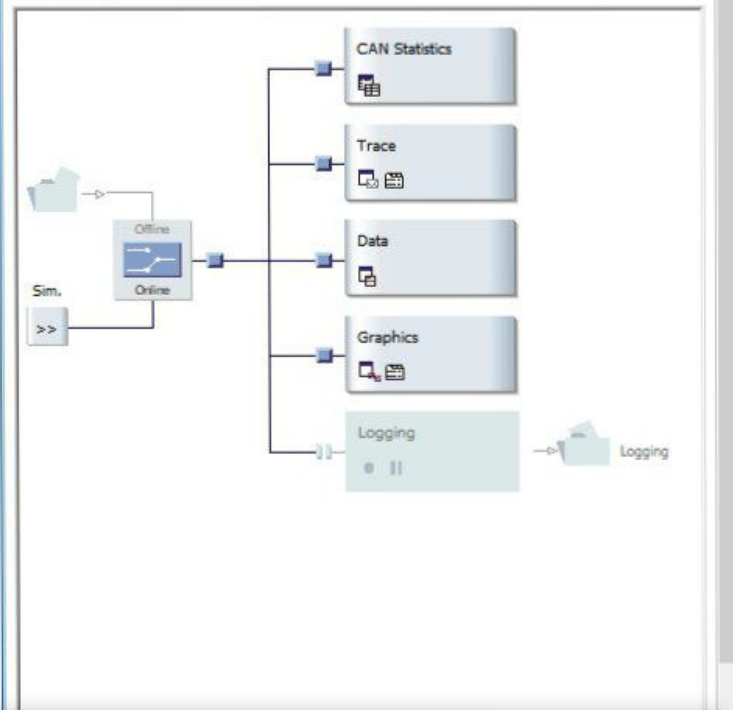 CAN Statistics
Trace
Offline
Data
Online
Sim.
>>
Graphics
Logging
Logging